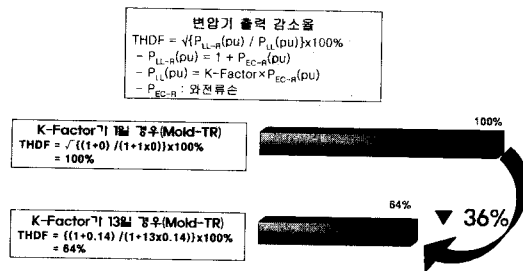 변압기 출력 감소율
THDF = √{P_LL-R(pu) / P_LL(pu)}x100%
- P_LL-R(pu) = 1 + P_EC-R(pu)
- P_LL(pu) = K-Factor×P_EC-R(pu)
- P_EC-R : 와전류손
K-Factor가 1일 경우(Mold-TR)
THDF = √{(1+0) /(1+1x0)}x100%
= 100%
100%
K-Factor가 13일 경우(Mold-TR)
THDF = {(1+0.14) /(1+13x0.14)}x100%
= 64%
64%
▼ 36%